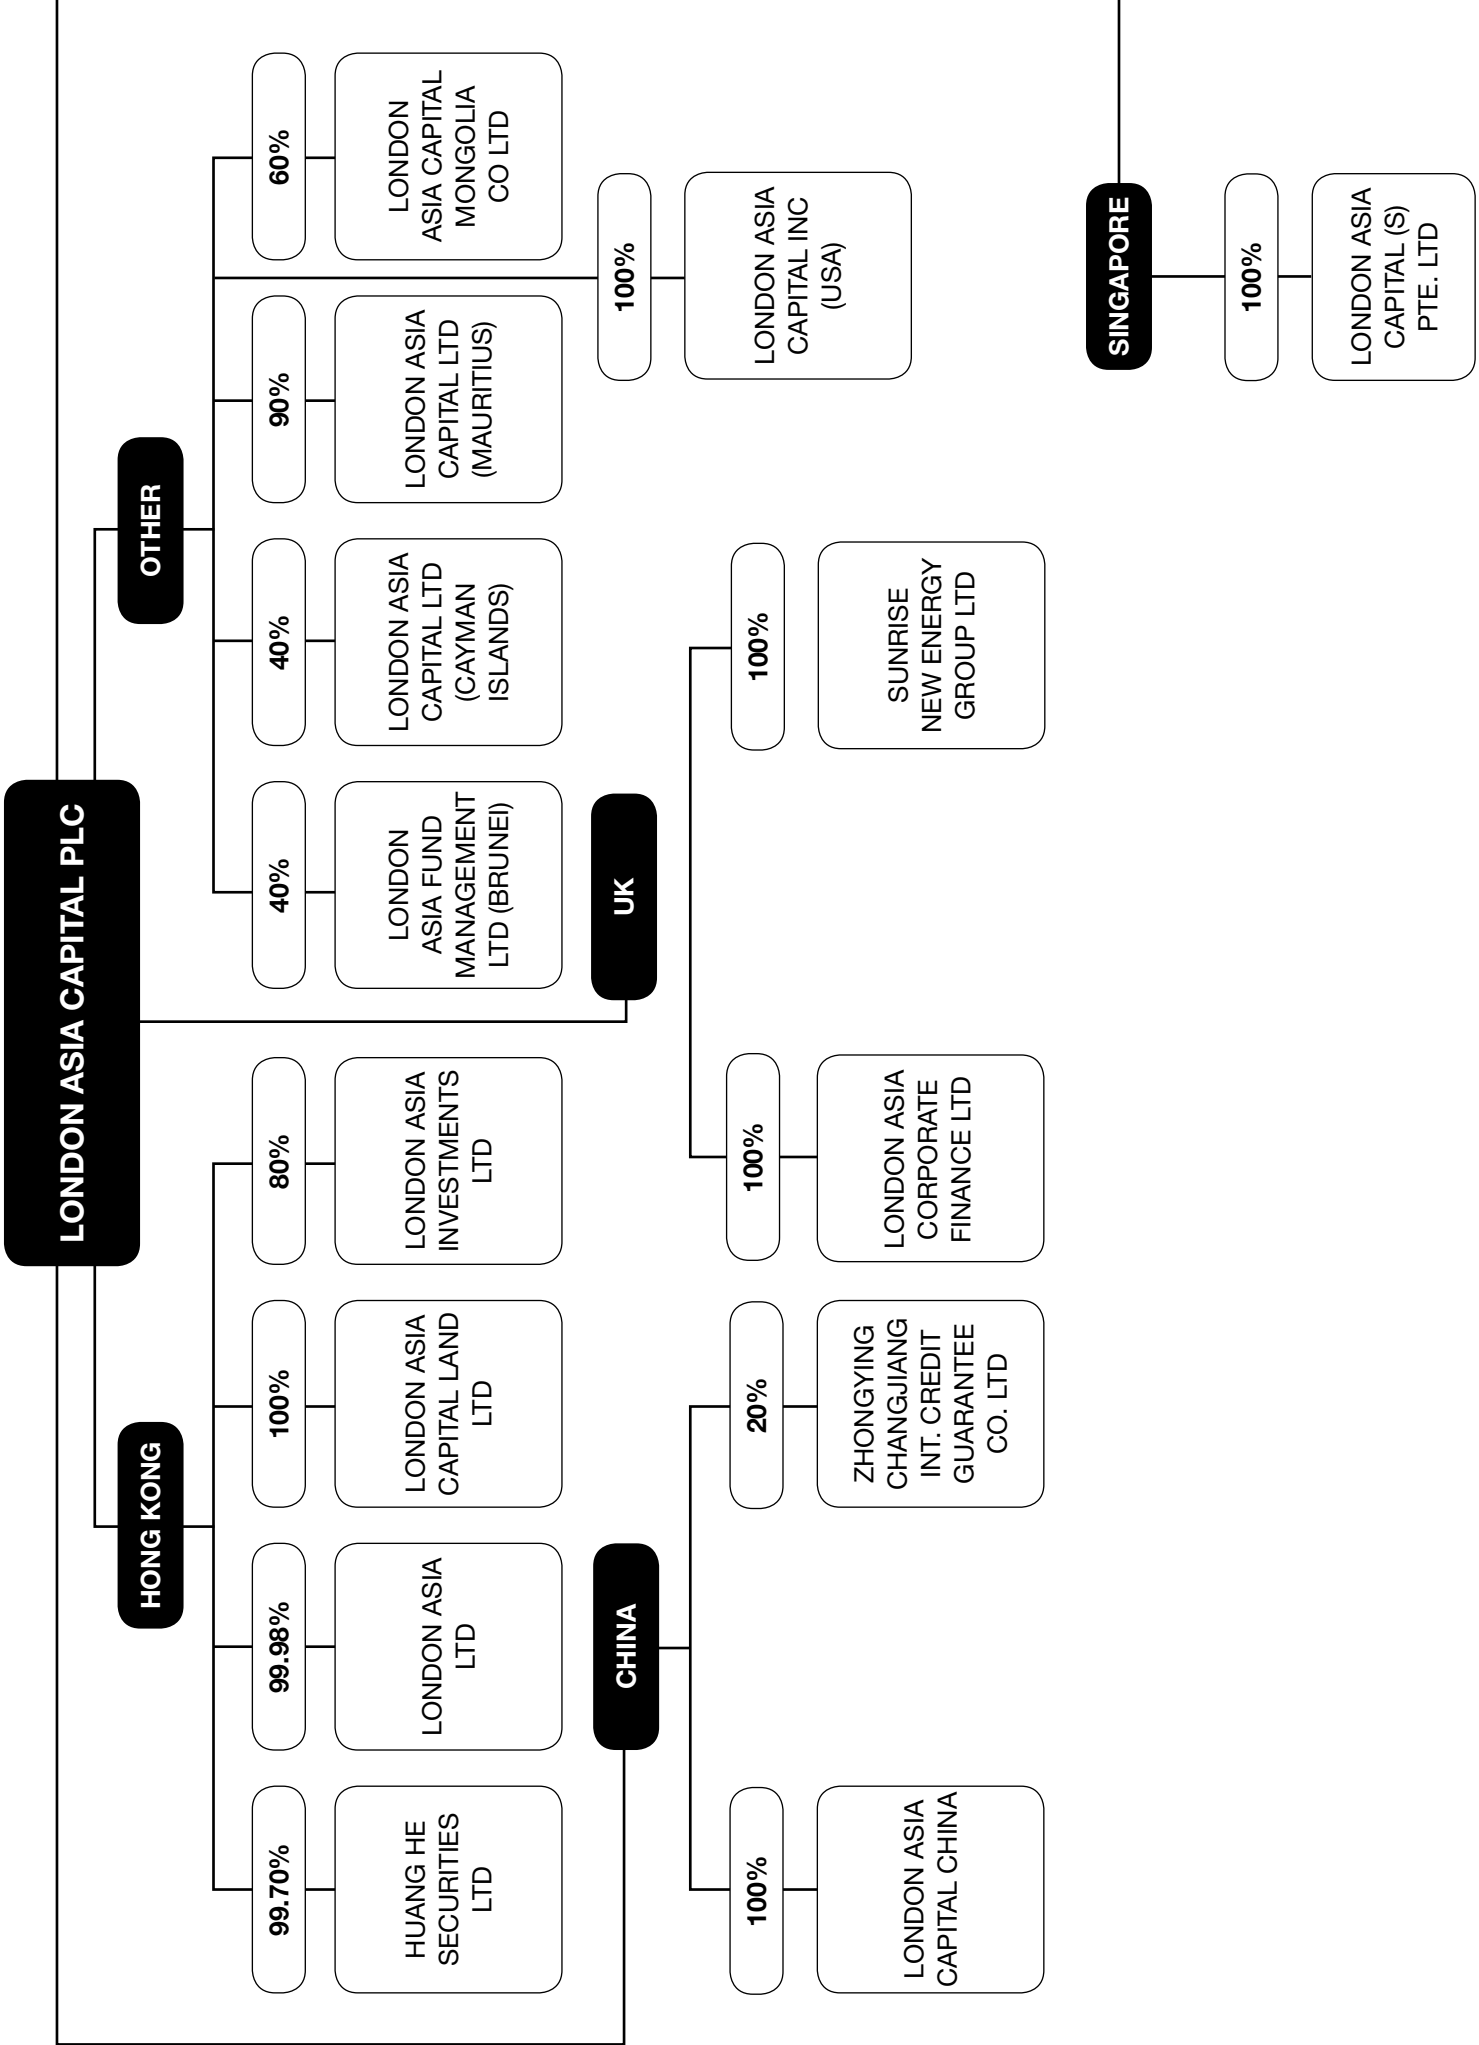 LONDON ASIA CAPITAL PLC
HONG KONG
99.70%
HUANG HE
SECURITIES
LTD
99.98%
LONDON ASIA
LTD
100%
LONDON ASIA
CAPITAL LAND
LTD
80%
LONDON ASIA
INVESTMENTS
LTD
OTHER
40%
LONDON
ASIA FUND
MANAGEMENT
LTD (BRUNEI)
40%
LONDON ASIA
CAPITAL LTD
(CAYMAN
ISLANDS)
90%
LONDON ASIA
CAPITAL LTD
(MAURITIUS)
60%
LONDON
ASIA CAPITAL
MONGOLIA
CO LTD
100%
LONDON ASIA
CAPITAL INC
(USA)
CHINA
100%
LONDON ASIA
CAPITAL CHINA
20%
ZHONGYING
CHANGJIANG
INT. CREDIT
GUARANTEE
CO. LTD
UK
100%
LONDON ASIA
CORPORATE
FINANCE LTD
100%
SUNRISE
NEW ENERGY
GROUP LTD
SINGAPORE
100%
LONDON ASIA
CAPITAL (S)
PTE. LTD